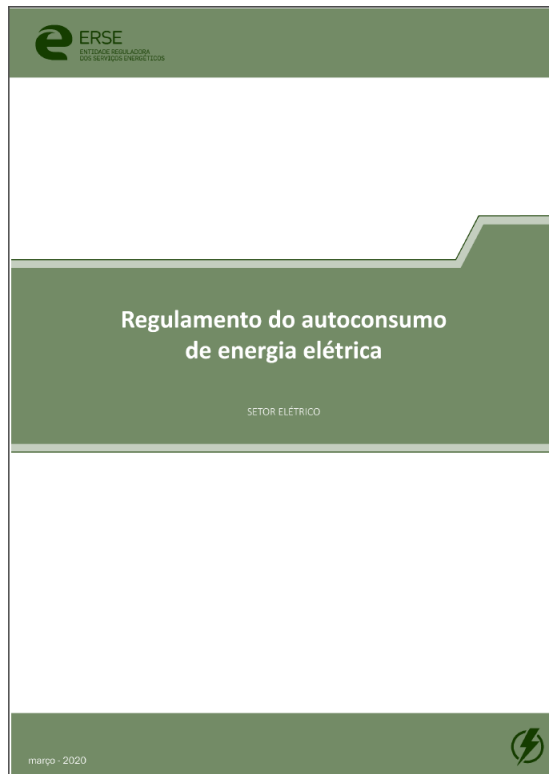 ERSE
ENTIDADE REGULADORA
DOS SERVIÇOS ENERGÉTICOS
Regulamento do autoconsumo
de energia elétrica
SETOR ELÉTRICO
março - 2020